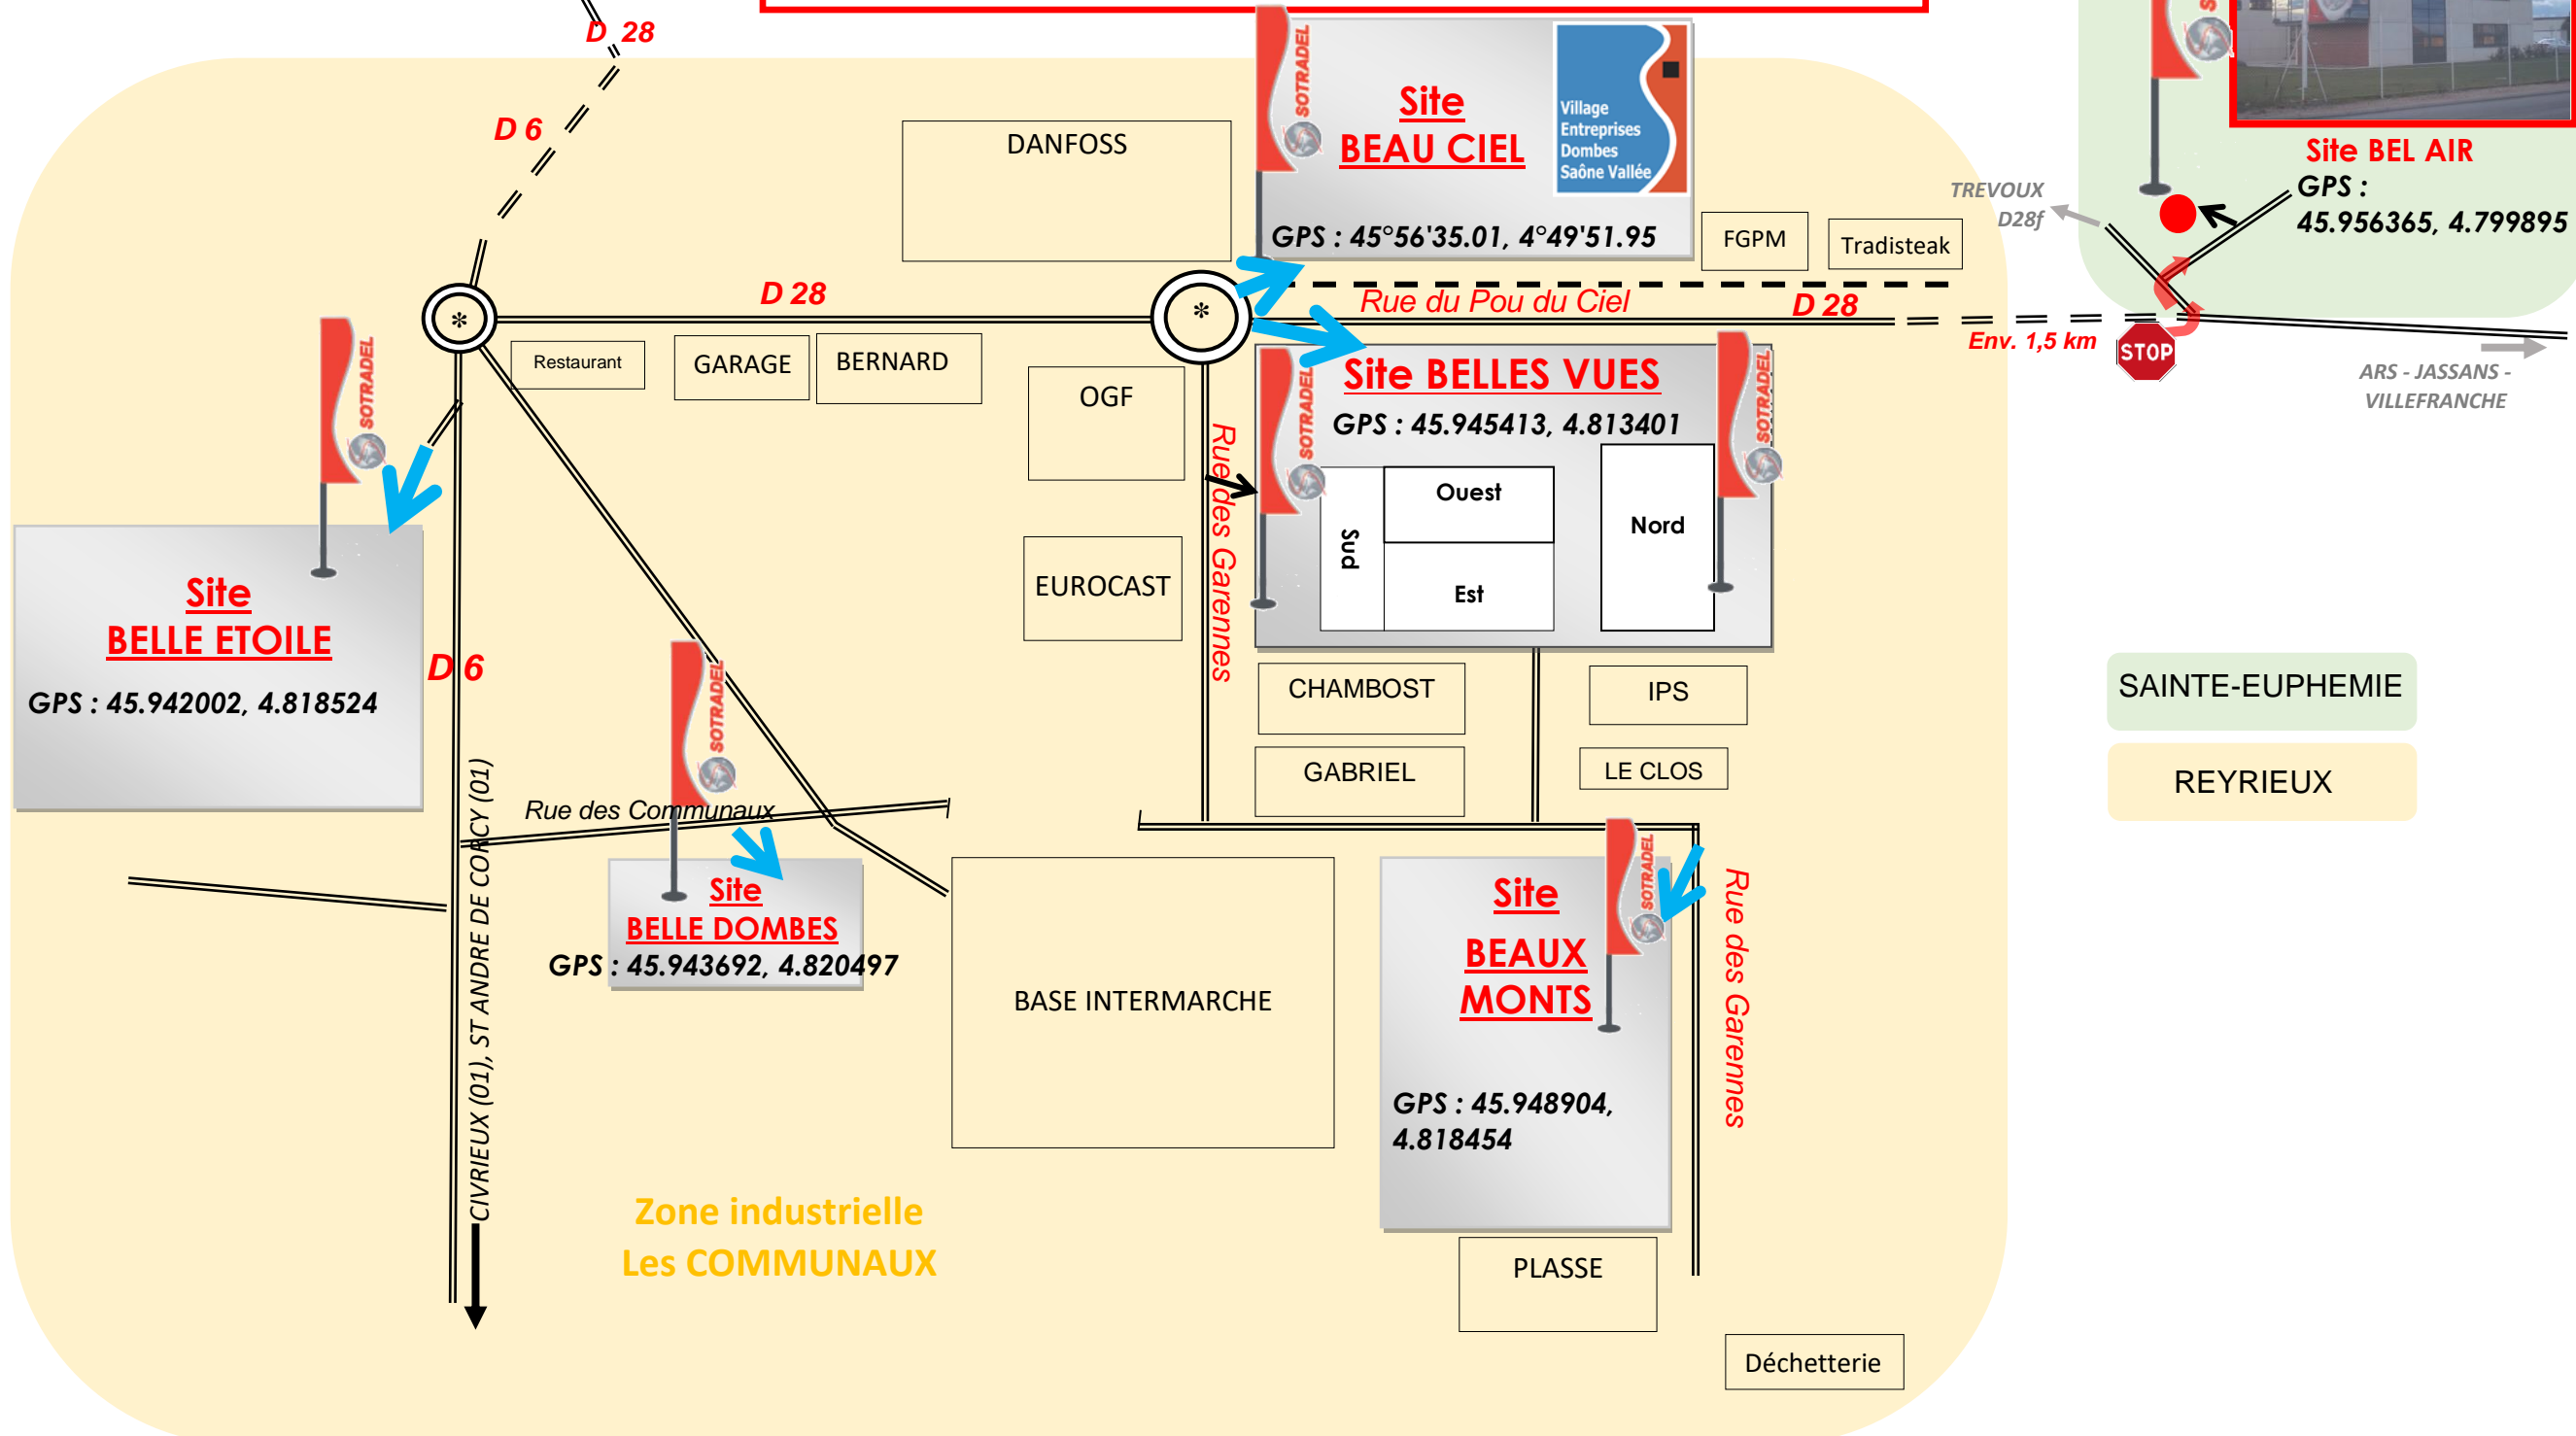 D 28
D 6
DANFOSS
SOTRADEL
Site
BEAU CIEL
Village
Entreprises
Dombes
Saône Vallée
GPS : 45°56'35.01, 4°49'51.95
FGPM
Tradisteak
TREVOUX
D28f
Site BEL AIR
GPS :
45.956365, 4.799895
*
D 28
*
Rue du Pou du Ciel
D 28
Env. 1,5 km
STOP
ARS - JASSANS -
VILLEFRANCHE
Restaurant
GARAGE
BERNARD
OGF
EUROCAST
Rue des Garennes
SOTRADEL
Site BELLES VUES
GPS : 45.945413, 4.813401
SOTRADEL
Sud
Ouest
Est
Nord
SOTRADEL
Site
BELLE ETOILE
GPS : 45.942002, 4.818524
D 6
CIVRIEUX (01), ST ANDRE DE CORCY (01)
SOTRADEL
Rue des Communaux
Site
BELLE DOMBES
GPS : 45.943692, 4.820497
CHAMBOST
IPS
GABRIEL
LE CLOS
BASE INTERMARCHE
SOTRADEL
Site
BEAUX
MONTS
GPS : 45.948904,
4.818454
Rue des Garennes
PLASSE
Déchetterie
Zone industrielle
Les COMMUNAUX
SAINTE-EUPHEMIE
REYRIEUX